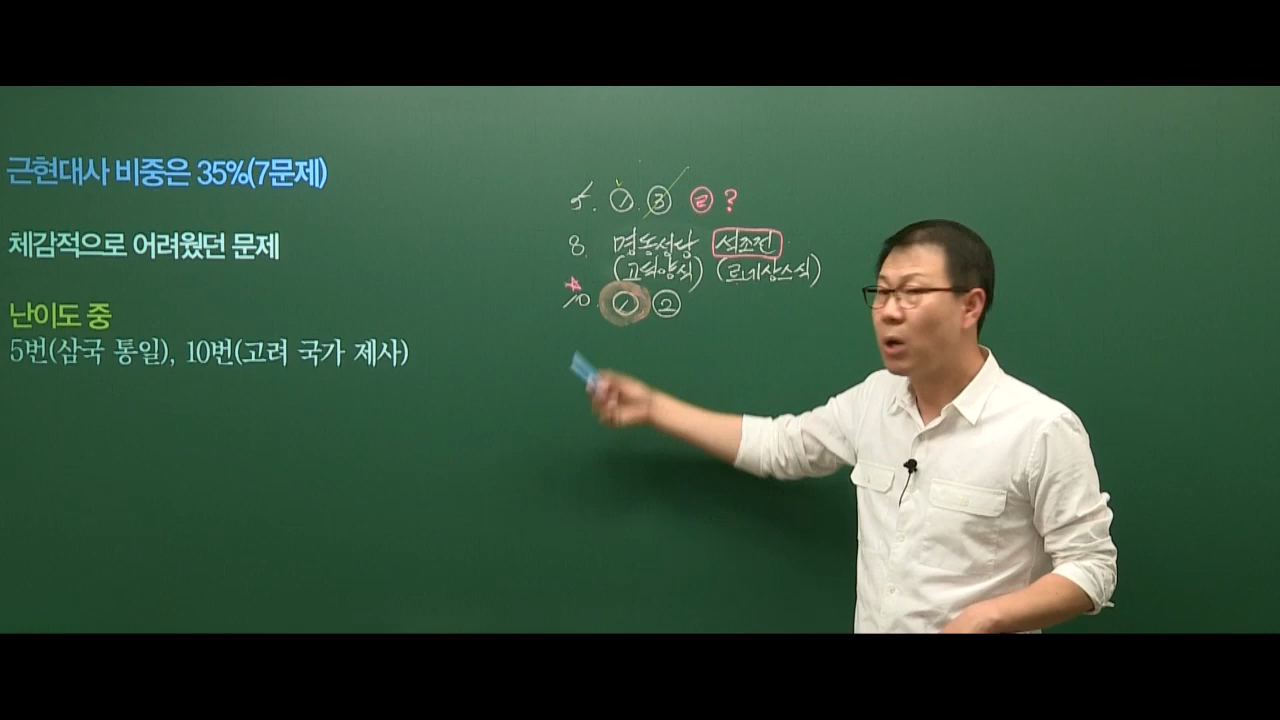 근현대사 비중은 35%(7문제)
체감적으로 어려웠던 문제
난이도 중
5번(삼국 통일), 10번(고려 국가 제사)
5. ① ③ ② ?
8. 명동성당 석조전
(고딕양식) (르네상스식)
☆
10. ① ②